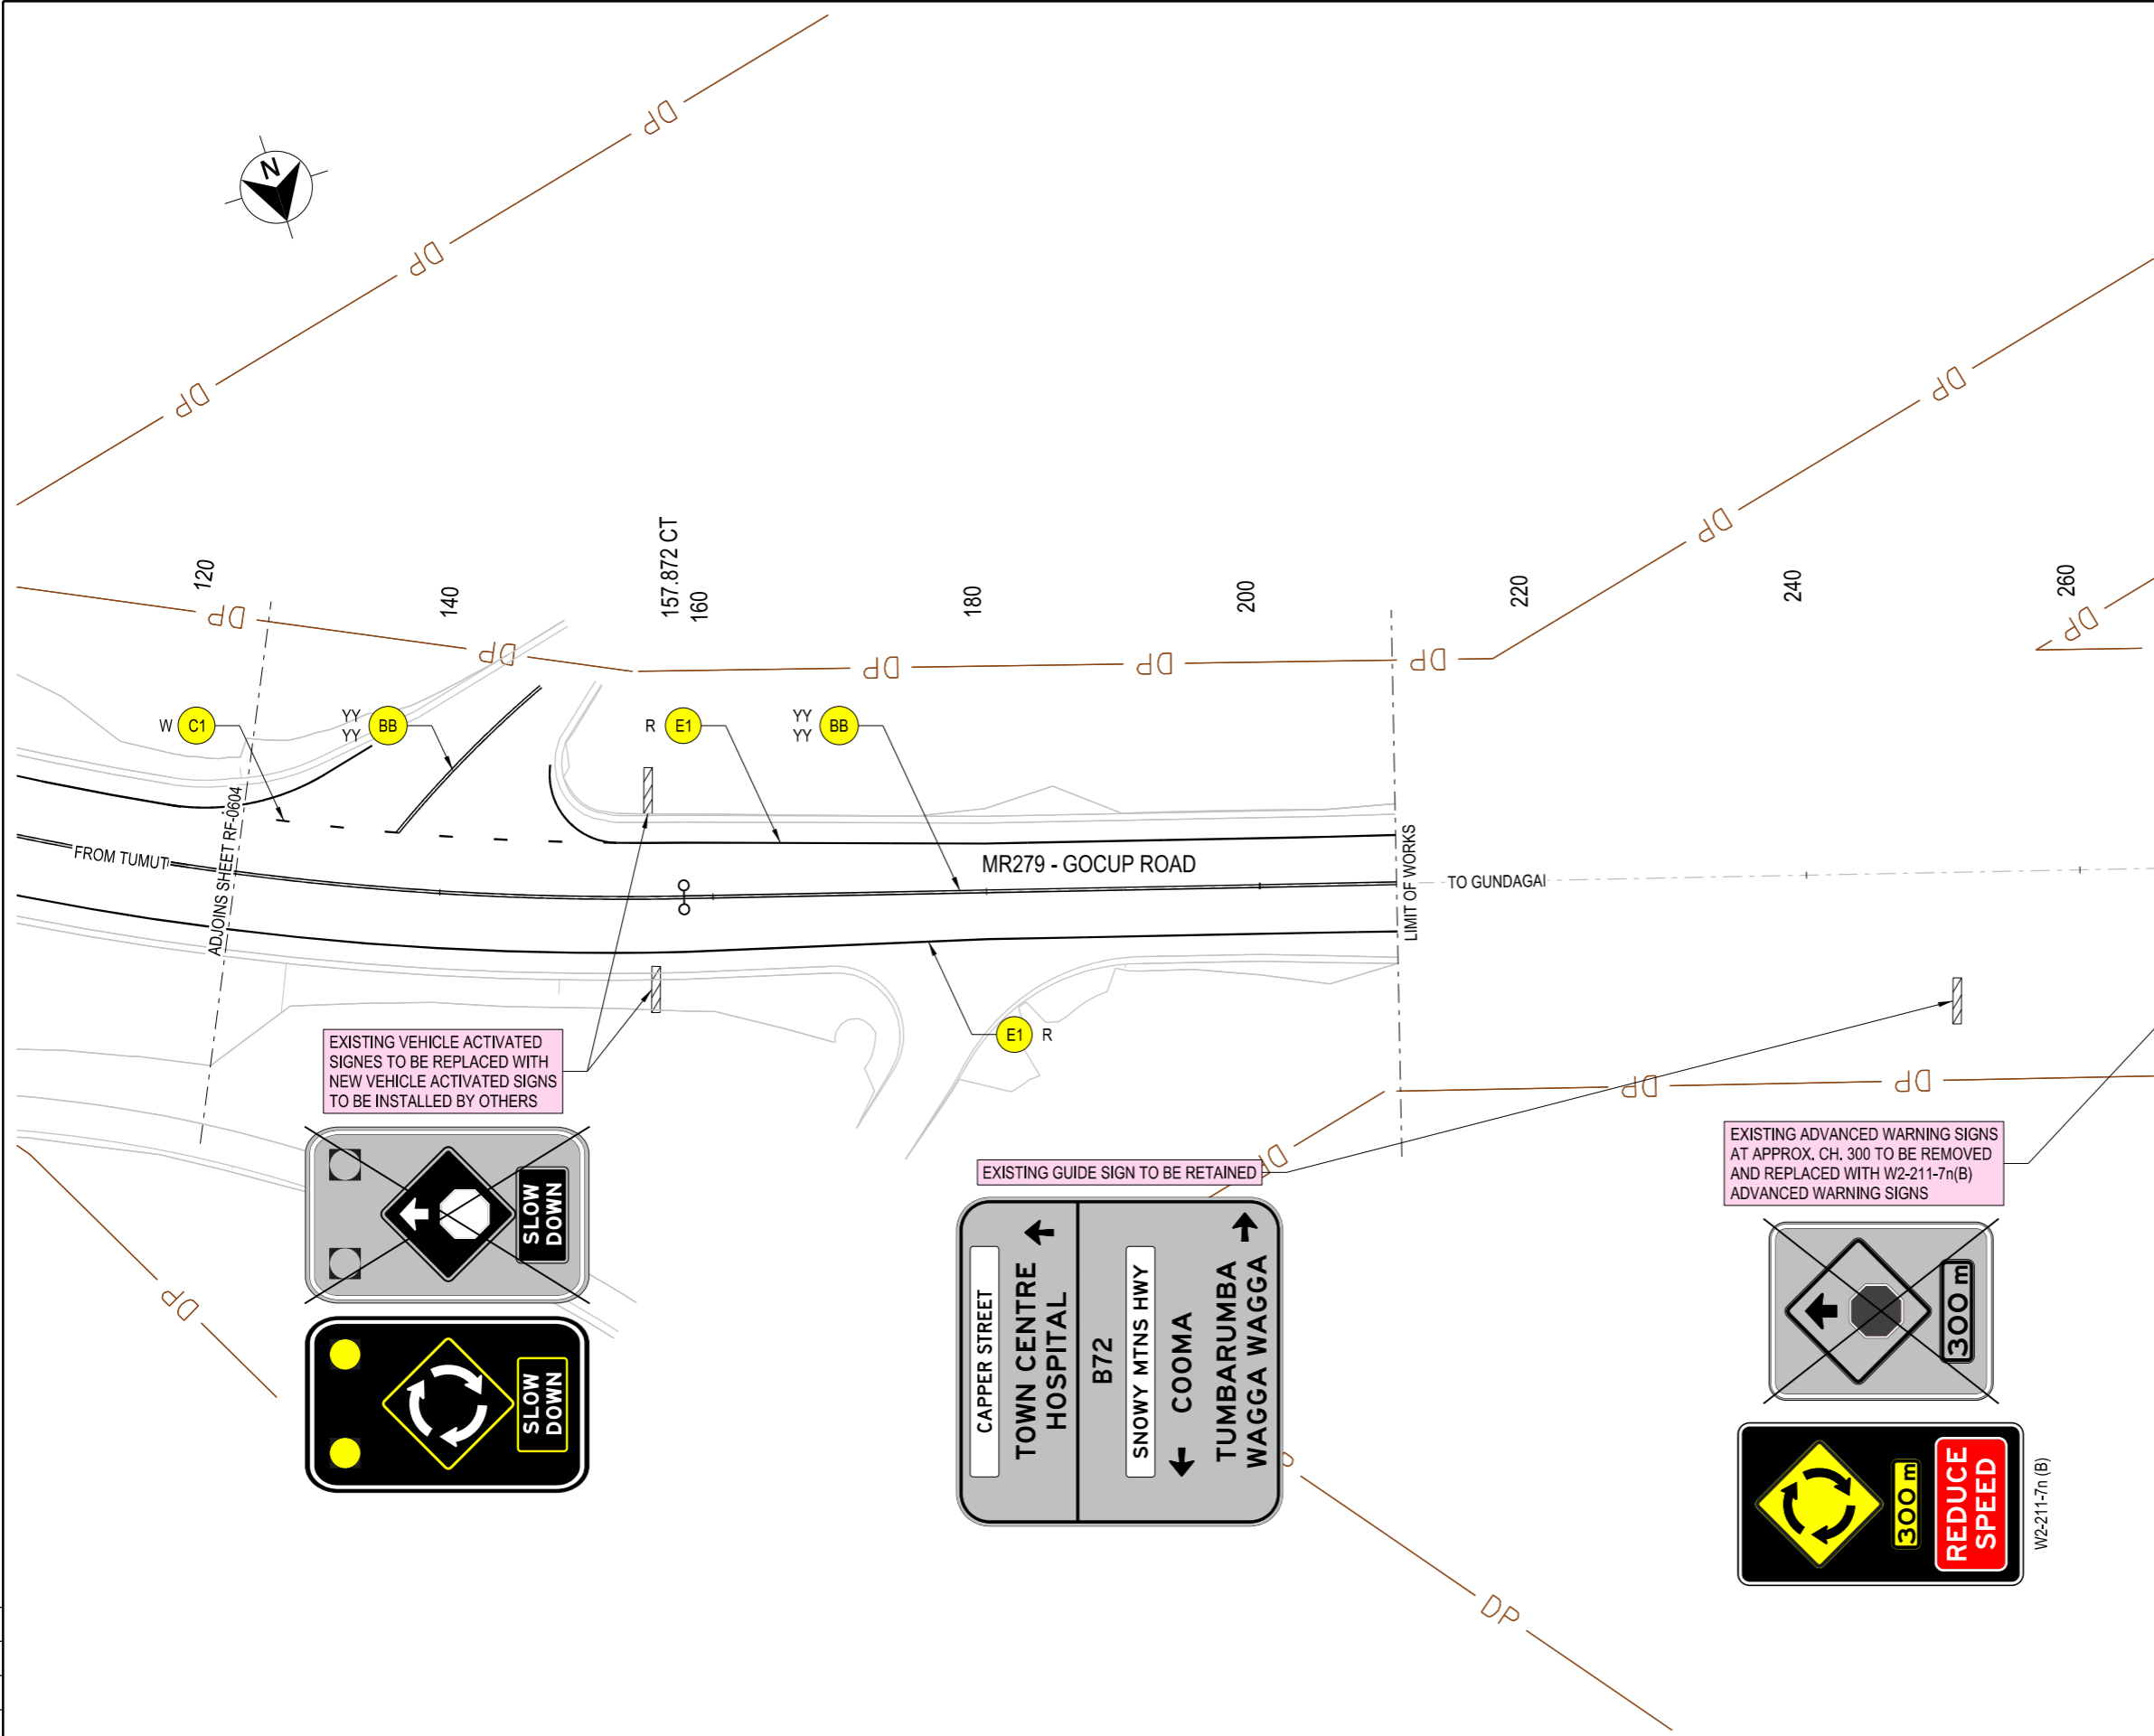 N
DP
DP
DP
DP
DP
DP
120
140
157.872 CT
160
180
200
220
240
260
DP
DP
DP
DP
DP
DP
W C1
YY
YY
BB
R E1
YY
YY
BB
ADJOINS SHEET RF-0604
FROM TUMUT
MR279 - GOCUP ROAD
LIMIT OF WORKS
TO GUNDAGAI
E1 R
EXISTING VEHICLE ACTIVATED
SIGNES TO BE REPLACED WITH
NEW VEHICLE ACTIVATED SIGNS
TO BE INSTALLED BY OTHERS
DP
DP
EXISTING GUIDE SIGN TO BE RETAINED
EXISTING ADVANCED WARNING SIGNS
AT APPROX. CH. 300 TO BE REMOVED
AND REPLACED WITH W2-211-7n(B)
ADVANCED WARNING SIGNS
SLOW
DOWN
SLOW
DOWN
CAPPER STREET
TOWN CENTRE
HOSPITAL
B72
SNOWY MTNS HWY
COOMA
TUMBARUMBA
WAGGA WAGGA
300 m
300 m
REDUCE
SPEED
W2-211-7n (B)
DP
DP